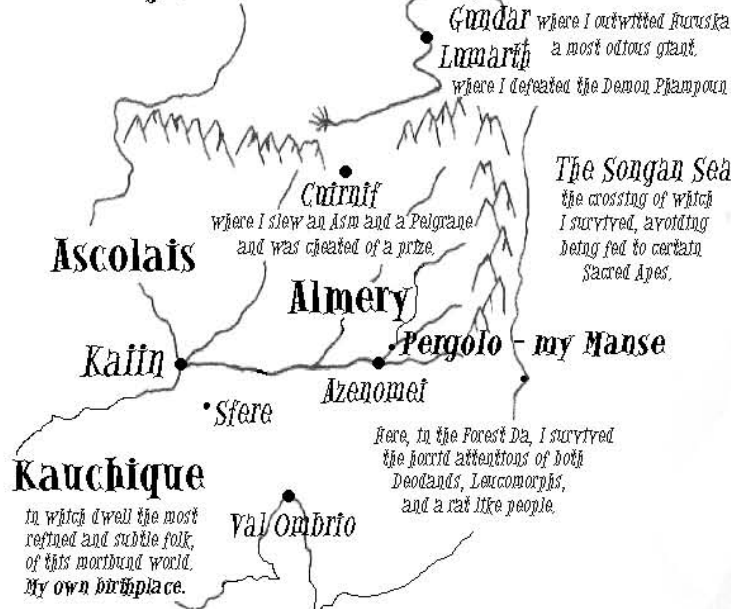 Gundar where I outwitted Huruska
a most odious giant.
Lumarth
where I defeated the Demon Phampoun
Cuirnif
where I slew an Asm and a Pelgrane
and was cheated of a prize.
The Songan Sea
the crossing of which
I survived, avoiding
being fed to certain
Sacred Apes.
Ascolais
Almery
Kaiin
Pergolo - my Manse
Azenomei
Sfere
Here, in the Forest Da, I survived
the horrid attentions of both
Deodands, Leucomorphs,
and a rat like people.
Kauchique
in which dwell the most
refined and subtle folk,
of this moribund world.
My own birthplace.
Val Ombrio